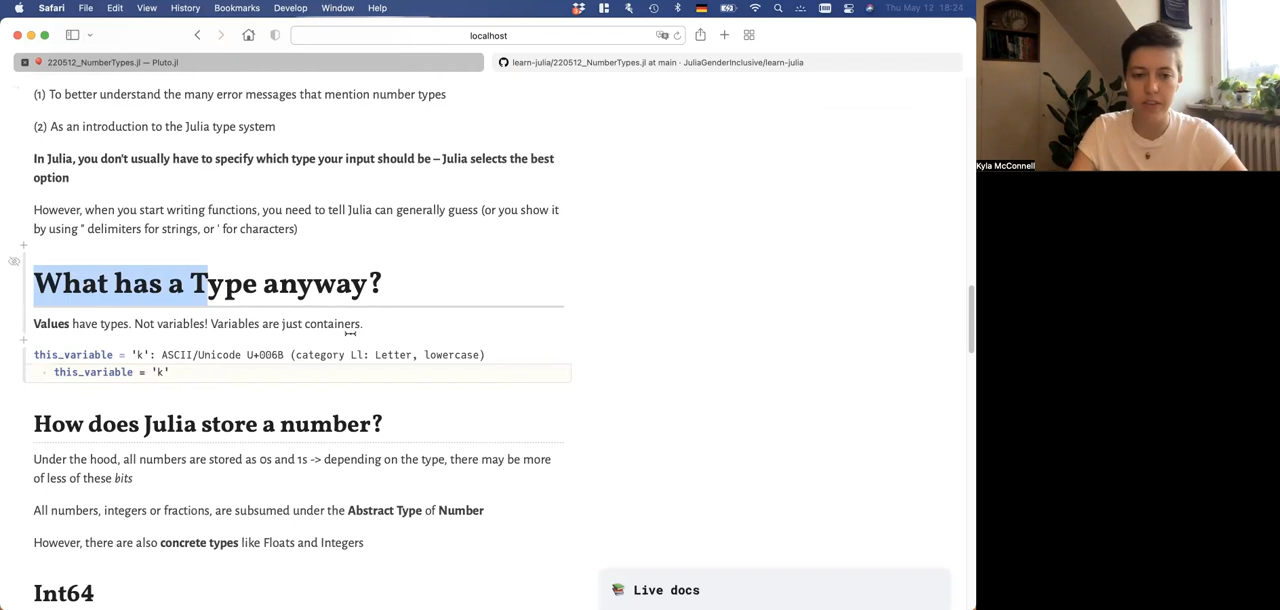 Safari File Edit View History Bookmarks Develop Window Help Thu May 12 18:24
localhost
220512_NumberTypes.jl — Pluto.jl
learn-julia/220512_NumberTypes.jl at main · JuliaGenderInclusive/learn-julia
(1) To better understand the many error messages that mention number types
(2) As an introduction to the Julia type system
In Julia, you don't usually have to specify which type your input should be – Julia selects the best
option
However, when you start writing functions, you need to tell Julia can generally guess (or you show it
by using " delimiters for strings, or ' for characters)
What has a Type anyway?
Values have types. Not variables! Variables are just containers.
this_variable = 'k': ASCII/Unicode U+006B (category Ll: Letter, lowercase)
this_variable = 'k'
How does Julia store a number?
Under the hood, all numbers are stored as 0s and 1s -> depending on the type, there may be more
of less of these bits
All numbers, integers or fractions, are subsumed under the Abstract Type of Number
However, there are also concrete types like Floats and Integers
Int64
Live docs
Kyla McConnell